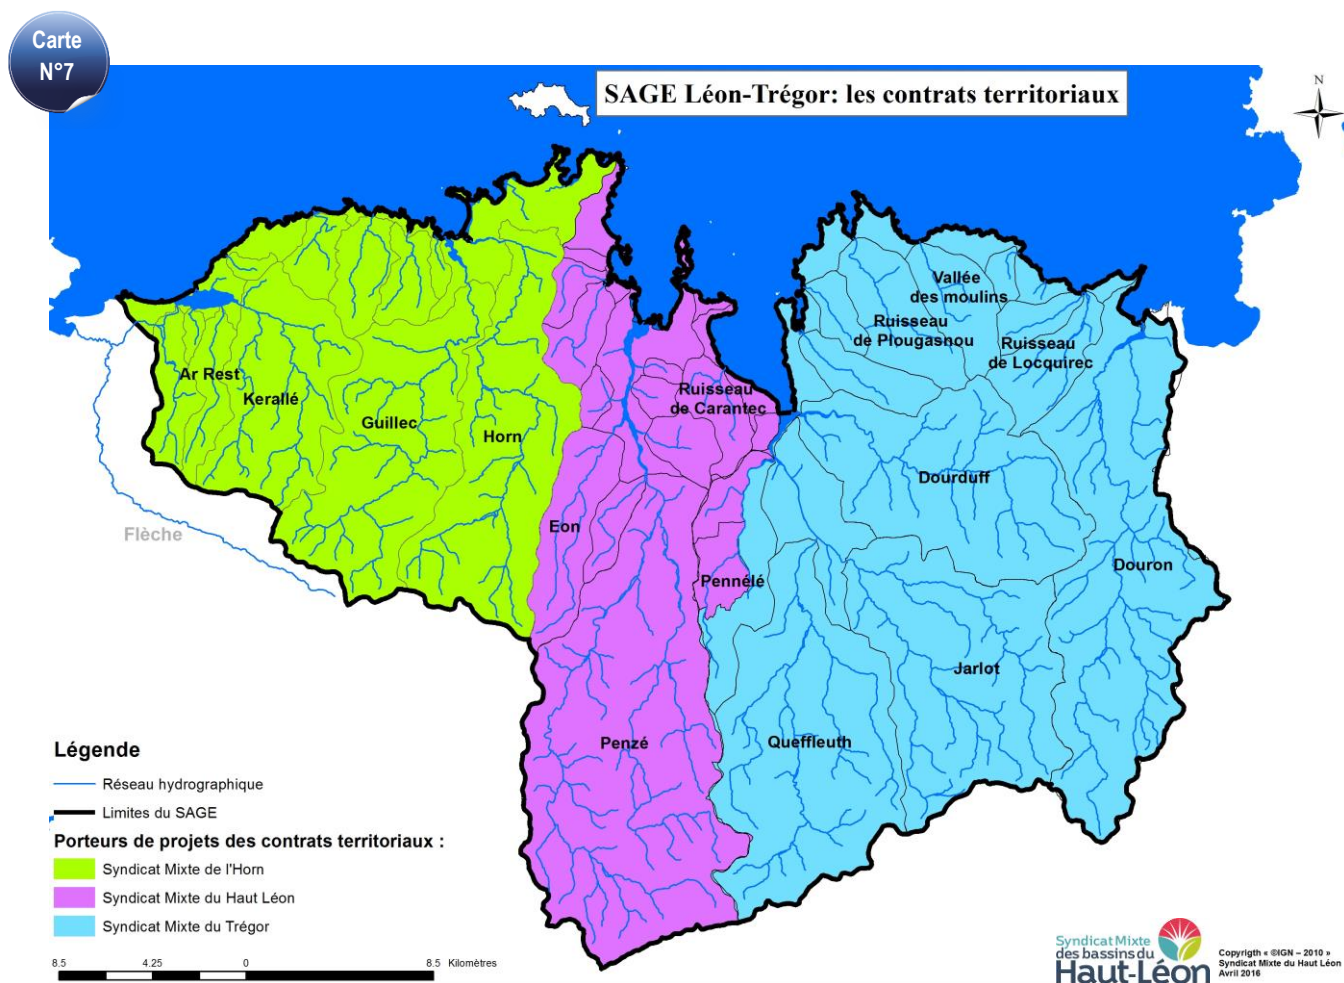 Carte
N°7
SAGE Léon-Trégor: les contrats territoriaux
N
Vallée
des moulins
Ruisseau
de Plougasnou
Ruisseau
de Locquirec
Ar Rest
Kerallé
Guillec
Horn
Ruisseau
de Carantec
Dourduff
Flèche
Eon
Pennélé
Douron
Jarlot
Penzé
Queffleuth
Légende
Réseau hydrographique
Limites du SAGE
Porteurs de projets des contrats territoriaux :
Syndicat Mixte de l'Horn
Syndicat Mixte du Haut Léon
Syndicat Mixte du Trégor
8.5 4.25 0 8.5 Kilomètres
Syndicat Mixte
des bassins du
Haut-Léon
Copyrigth « ©IGN – 2010 »
Syndicat Mixte du Haut Léon
Avril 2016